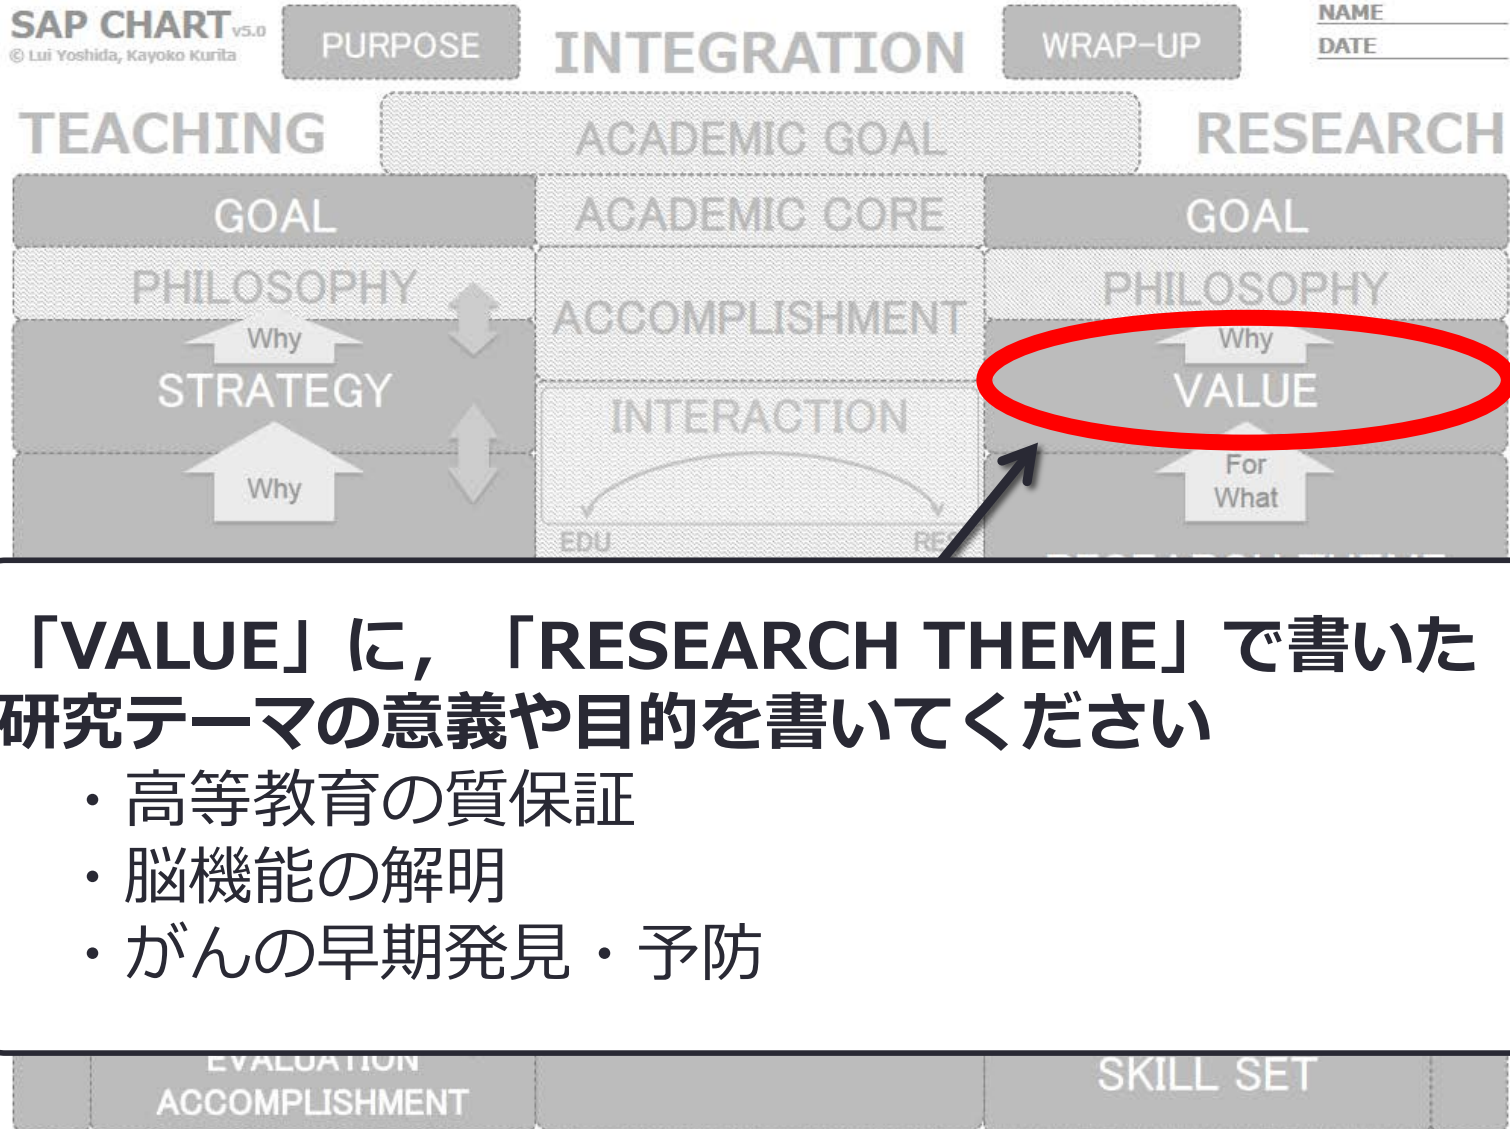 SAP CHART v5.0
© Lui Yoshida, Kayoko Kurita
PURPOSE
INTEGRATION
WRAP-UP
NAME
DATE
TEACHING
ACADEMIC GOAL
RESEARCH
GOAL
ACADEMIC CORE
GOAL
PHILOSOPHY
ACCOMPLISHMENT
PHILOSOPHY
Why
Why
STRATEGY
INTERACTION
VALUE
Why
For
What
EDU
RES
RESEARCH THEME
「VALUE」に，「RESEARCH THEME」で書いた
研究テーマの意義や目的を書いてください
・高等教育の質保証
・脳機能の解明
・がんの早期発見・予防
EVALUATION
ACCOMPLISHMENT
SKILL SET